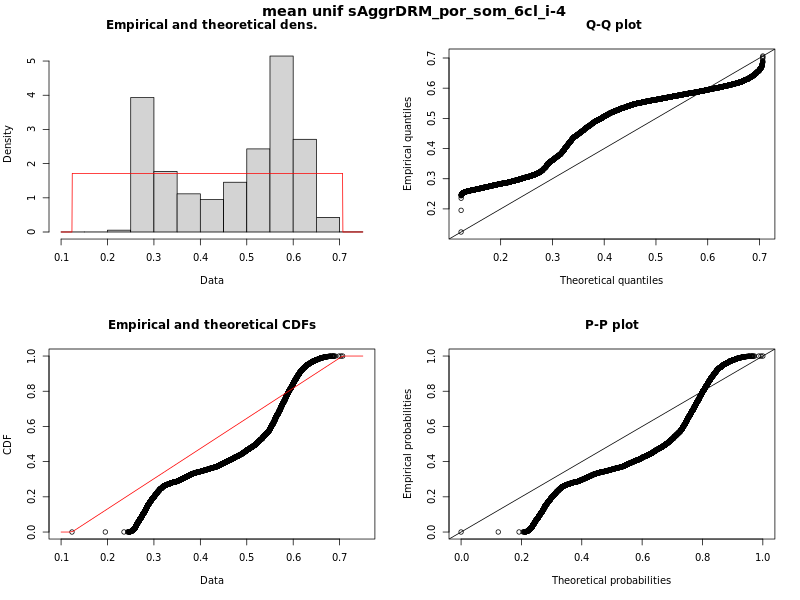 mean unif sAggrDRM_por_som_6cl_i-4
Empirical and theoretical dens.
Density
0 1 2 3 4 5
0.1 0.2 0.3 0.4 0.5 0.6 0.7
Data
Q-Q plot
Empirical quantiles
0.2 0.3 0.4 0.5 0.6 0.7
0.2 0.3 0.4 0.5 0.6 0.7
Theoretical quantiles
Empirical and theoretical CDFs
CDF
0.0 0.2 0.4 0.6 0.8 1.0
0.1 0.2 0.3 0.4 0.5 0.6 0.7
Data
P-P plot
Empirical probabilities
0.0 0.2 0.4 0.6 0.8 1.0
0.0 0.2 0.4 0.6 0.8 1.0
Theoretical probabilities